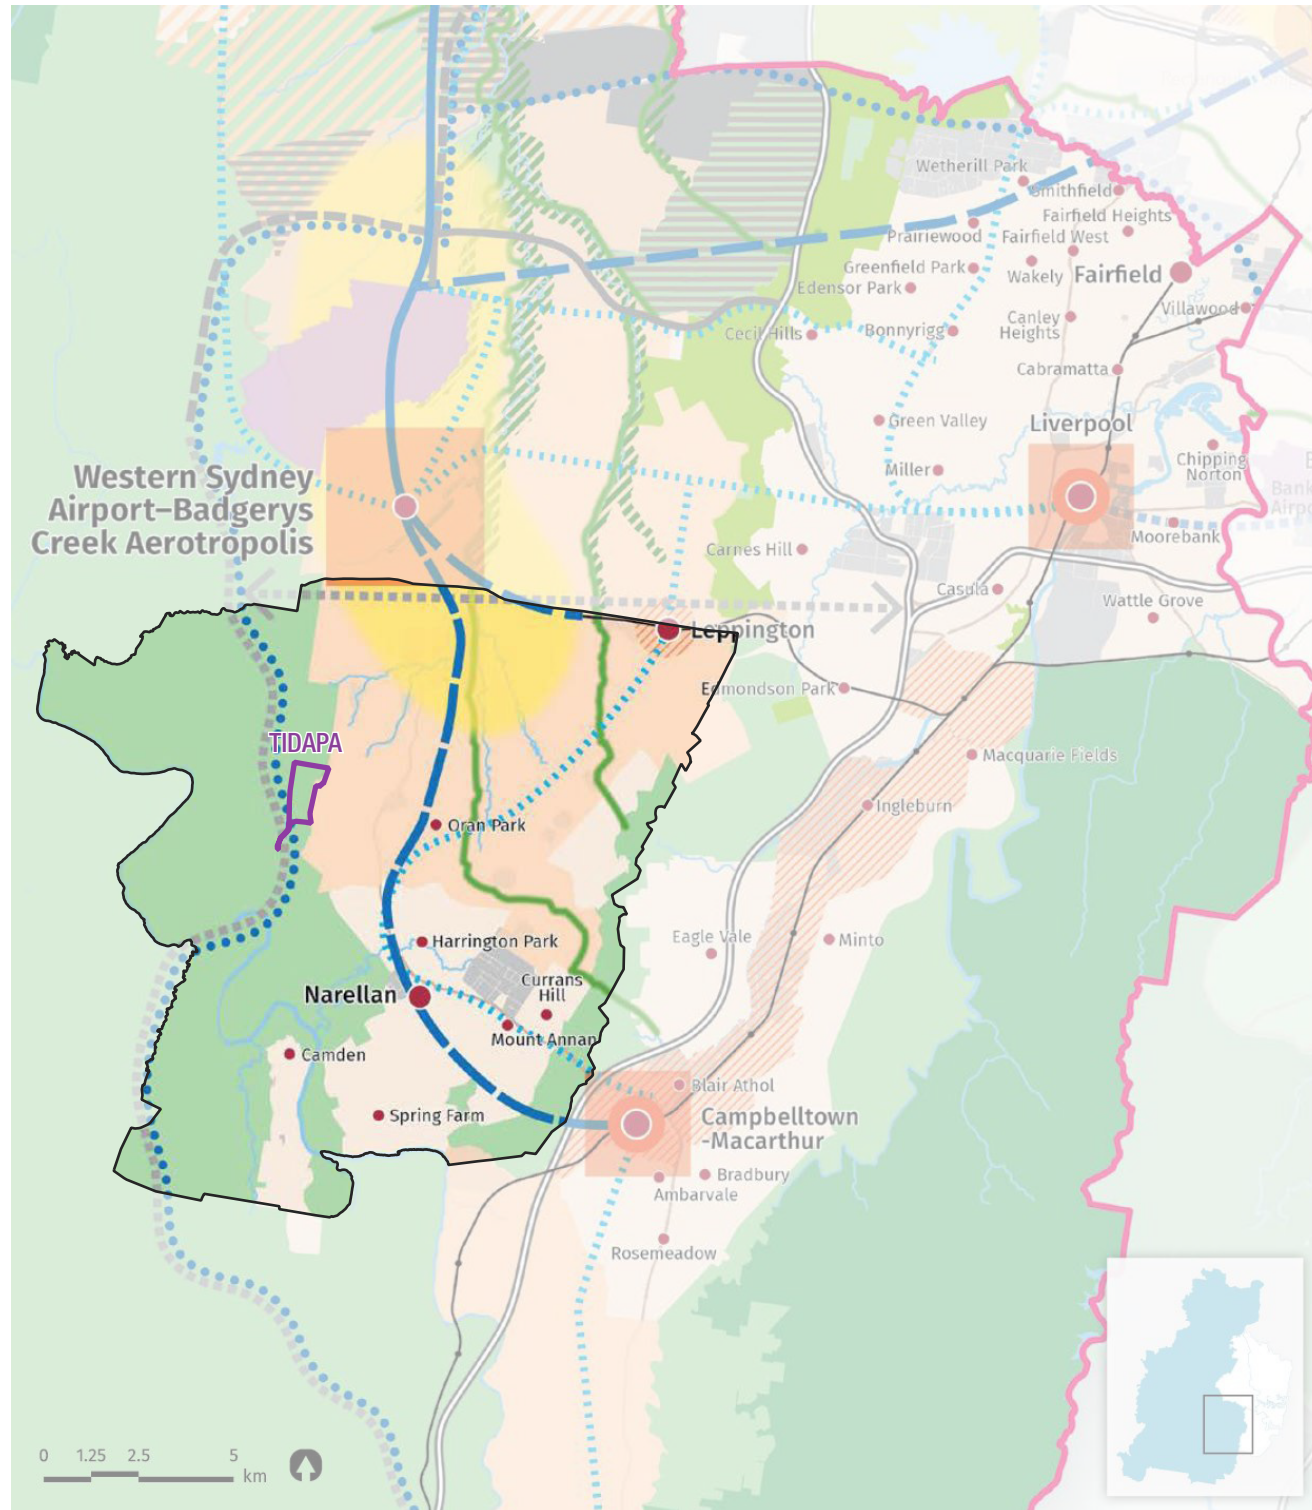 Wetherill Park
Smithfield
Fairfield Heights
Prairiewood
Fairfield West
Greenfield Park
Wakely
Fairfield
Edensor Park
Villawood
Cecil Hills
Bonnyrigg
Canley
Heights
Cabramatta
Green Valley
Liverpool
Miller
Chipping
Norton
Western Sydney
Airport–Badgerys
Creek Aerotropolis
Moorebank
Carnes Hill
Casula
Wattle Grove
Leppington
Edmondson Park
TIDAPA
Macquarie Fields
Ingleburn
Oran Park
Eagle Vale
Minto
Harrington Park
Currans
Hill
Narellan
Mount Annan
Camden
Blair Athol
Spring Farm
Campbelltown
-Macarthur
Bradbury
Ambarvale
Rosemeadow
0 1.25 2.5 5
km